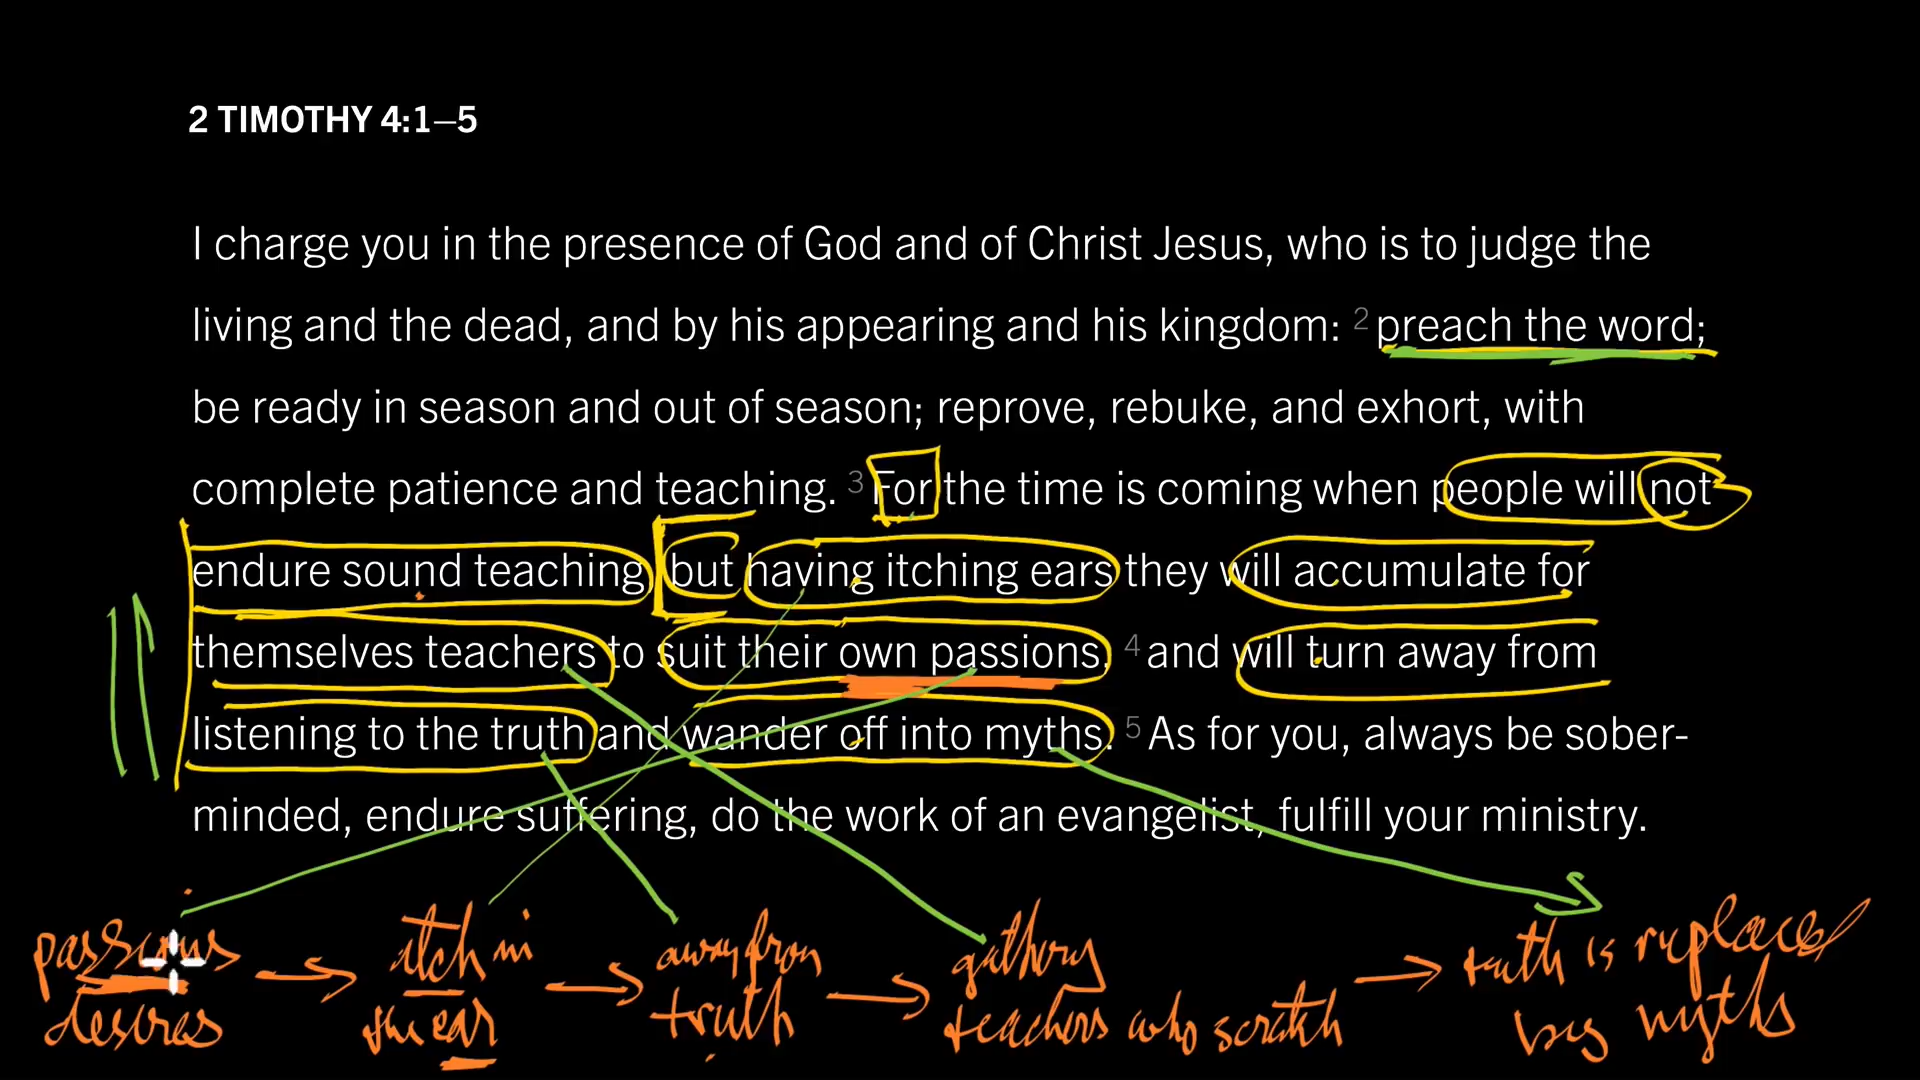 2 TIMOTHY 4:1–5
I charge you in the presence of God and of Christ Jesus, who is to judge the
living and the dead, and by his appearing and his kingdom: 2 preach the word;
be ready in season and out of season; reprove, rebuke, and exhort, with
complete patience and teaching. 3 For the time is coming when people will not
endure sound teaching, but having itching ears they will accumulate for
themselves teachers to suit their own passions, 4 and will turn away from
listening to the truth and wander off into myths. 5 As for you, always be sober-
minded, endure suffering, do the work of an evangelist, fulfill your ministry.
passions → itch in → away from → gathers → truth is replaced
desires the ear truth teachers who scratch by myths